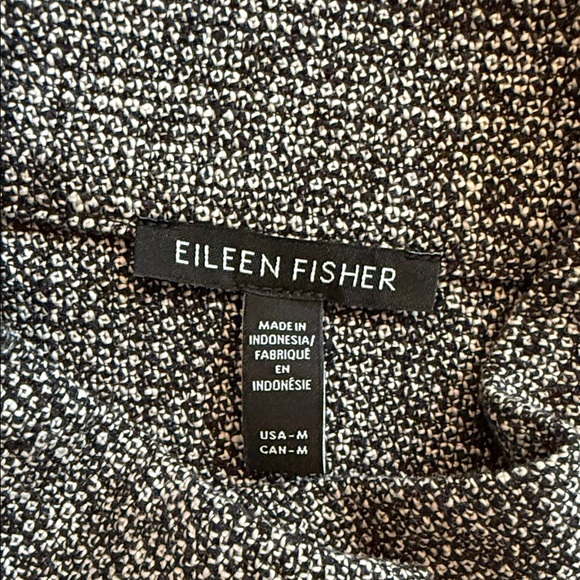 EILEEN FISHER
MADE IN
INDONESIA/
FABRIQUÉ
EN
INDONÉSIE
USA-M
CAN-M